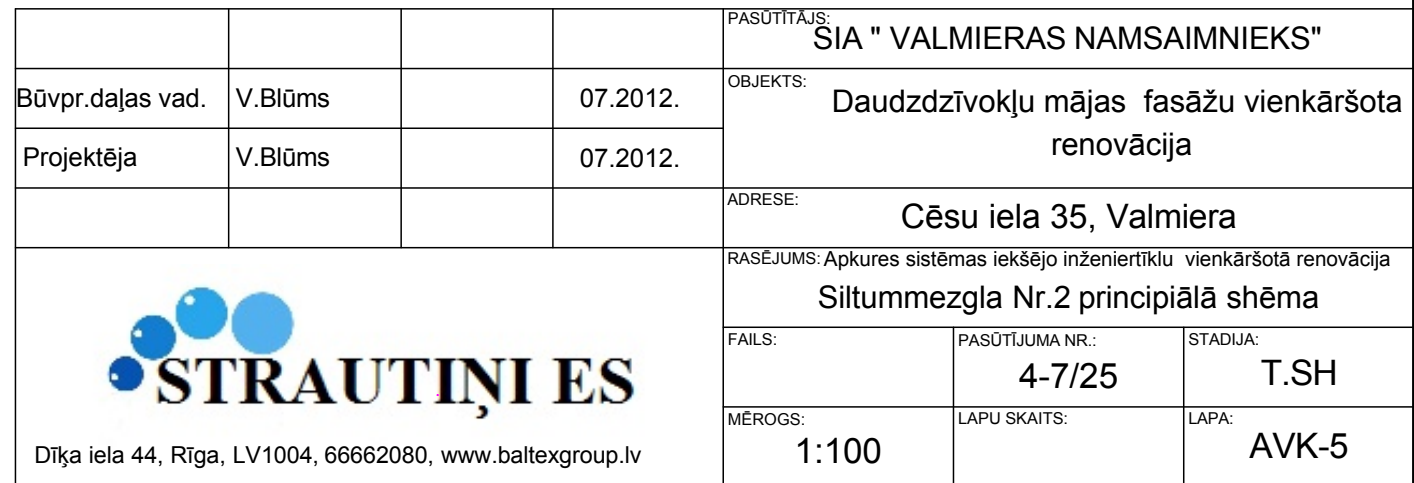 PASŪTĪTĀJS:
SIA " VALMIERAS NAMSAIMNIEKS"
Būvpr.daļas vad. V.Blūms 07.2012.
OBJEKTS:
Daudzdzīvokļu mājas fasāžu vienkāršota
renovācija
Projektēja V.Blūms 07.2012.
ADRESE:
Cēsu iela 35, Valmiera
RASĒJUMS: Apkures sistēmas iekšējo inženiertīklu vienkāršotā renovācija
Siltummezgla Nr.2 principiālā shēma
STRAUTIŅI ES
Dīķa iela 44, Rīga, LV1004, 66662080, www.baltexgroup.lv
FAILS: PASŪTĪJUMA NR.: STADIJA:
4-7/25 T.SH
MĒROGS: LAPU SKAITS: LAPA:
1:100 AVK-5